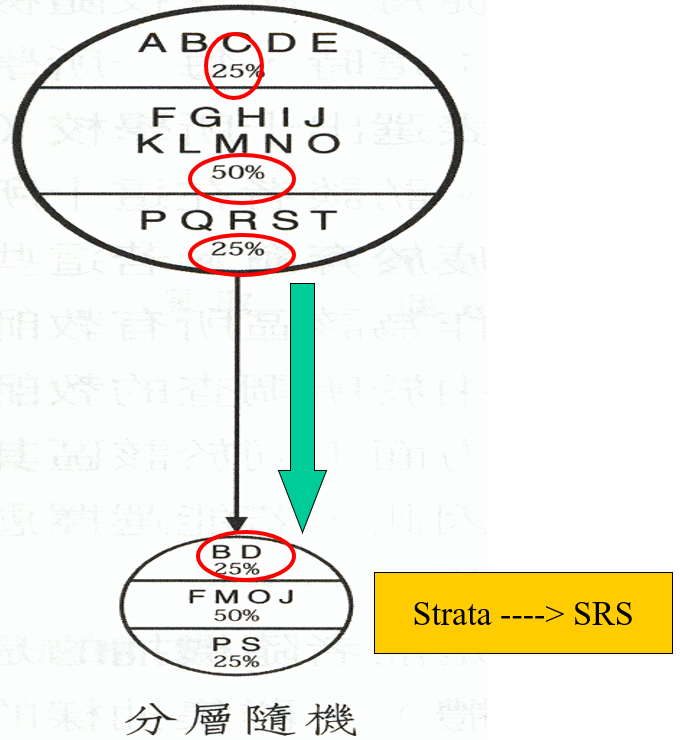 A B C D E
25%
F G H I J
K L M N O
50%
P Q R S T
25%
B D
25%
F M O J
50%
P S
25%
Strata ----> SRS
分層隨機